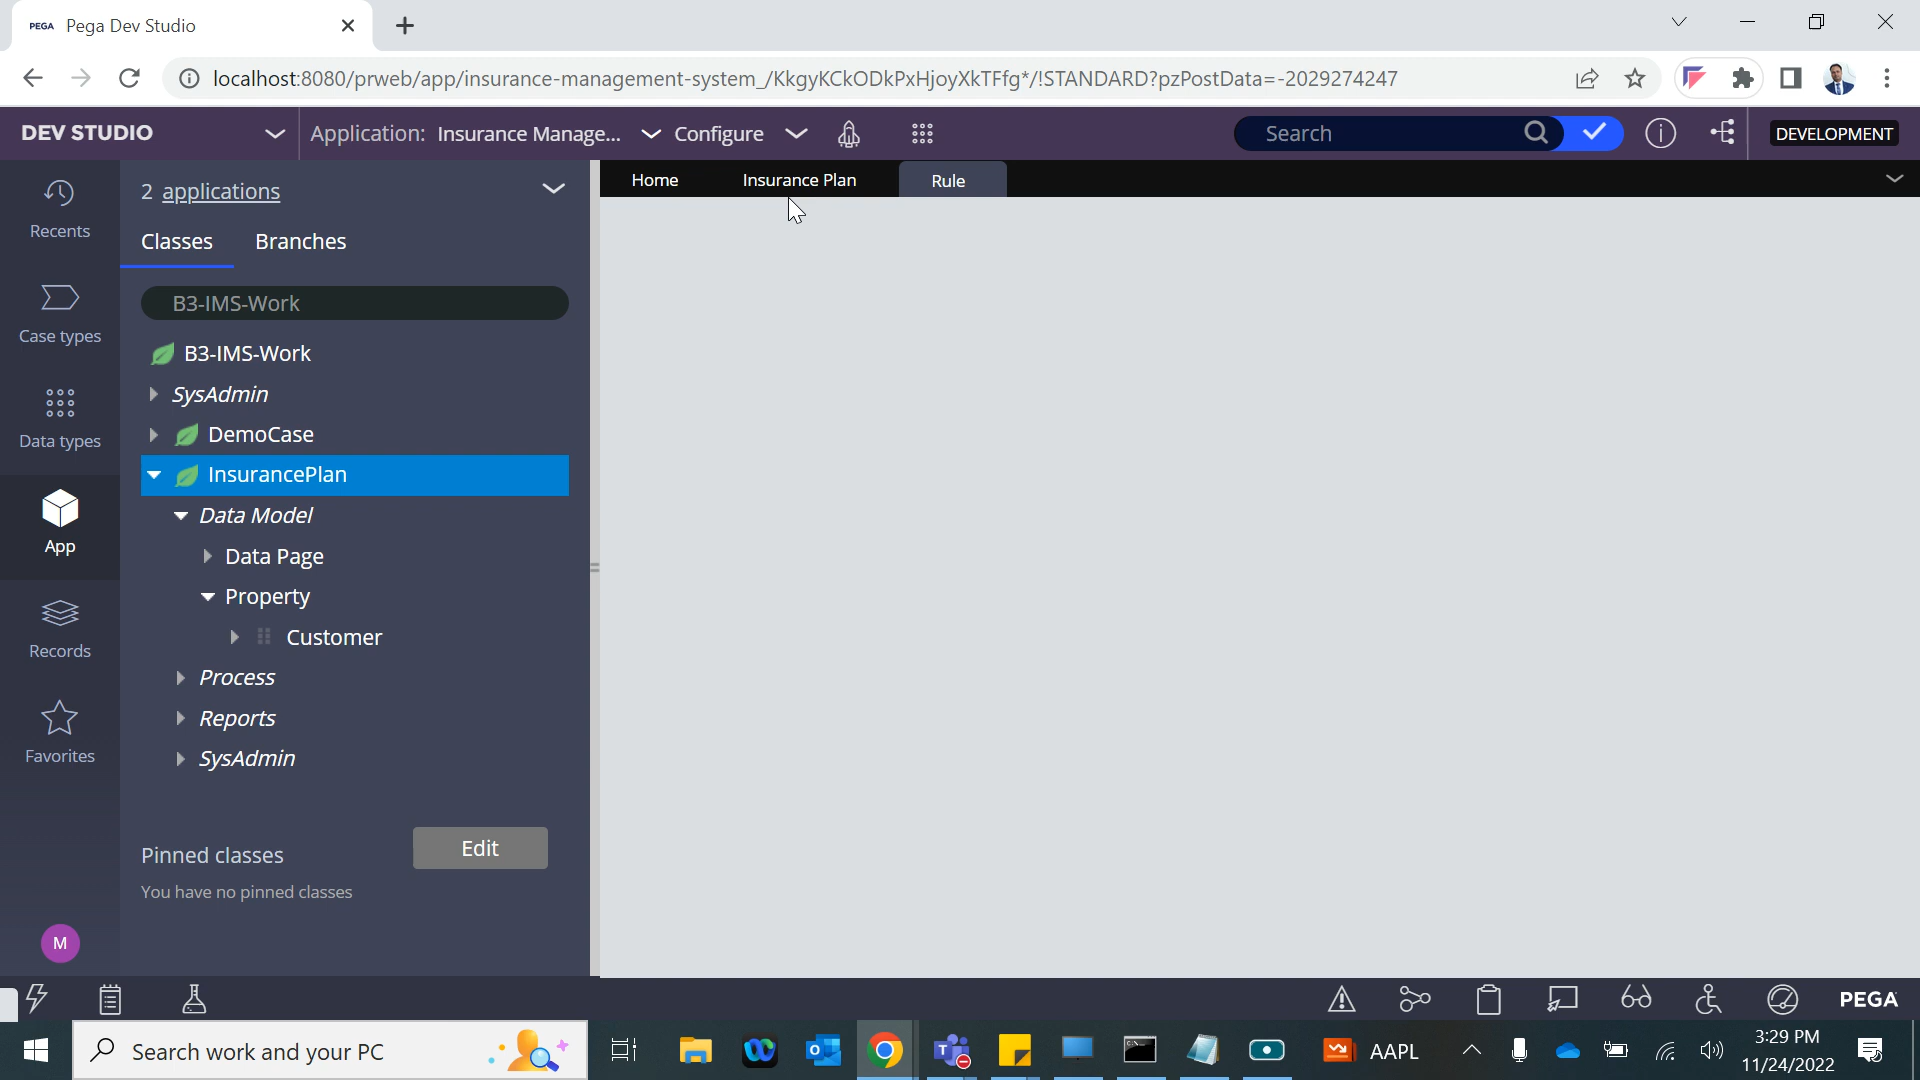 PEGA Pega Dev Studio
localhost:8080/prweb/app/insurance-management-system_/KkgyKCkODkPxHjoyXkTFfg*/!STANDARD?pzPostData=-2029274247
DEV STUDIO
Application: Insurance Manage... Configure
Search
DEVELOPMENT
Recents
Case types
Data types
App
Records
Favorites
M
2 applications
Classes Branches
B3-IMS-Work
B3-IMS-Work
SysAdmin
DemoCase
InsurancePlan
Data Model
Data Page
Property
Customer
Process
Reports
SysAdmin
Pinned classes
Edit
You have no pinned classes
Home Insurance Plan Rule
PEGA
Search work and your PC
AAPL
3:29 PM
11/24/2022